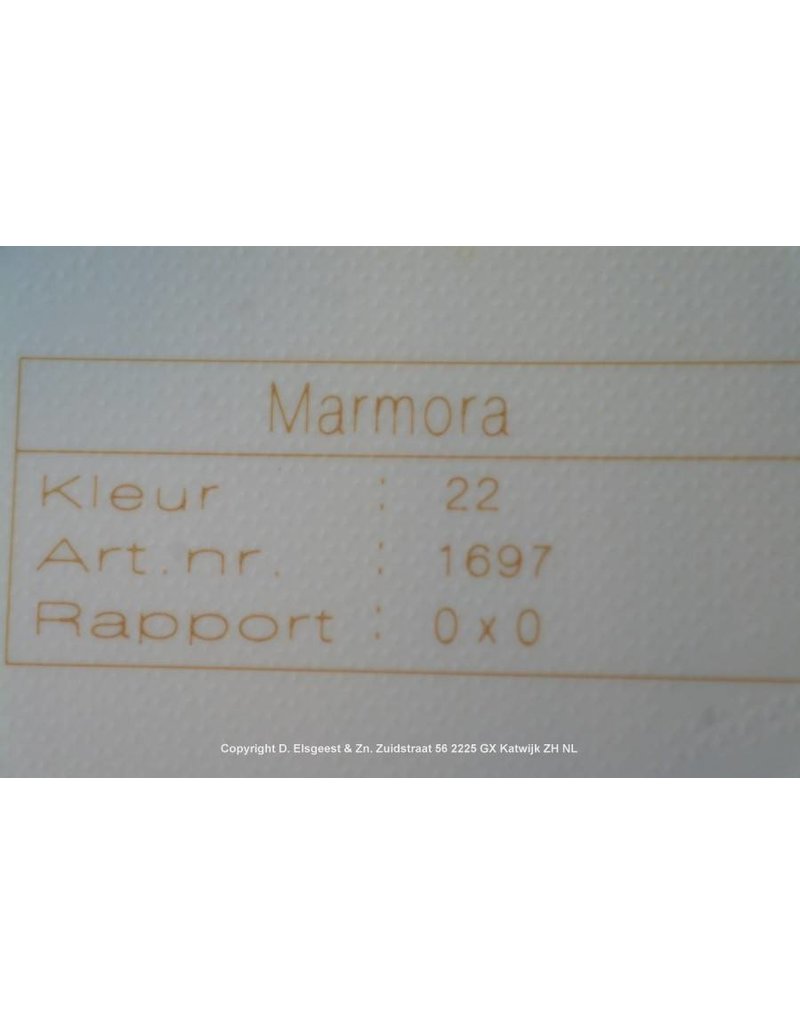 Marmora
Kleur : 22
Art.nr. : 1697
Rapport : 0 x 0
Copyright D. Elsgeest & Zn. Zuidstraat 56 2225 GX Katwijk ZH NL